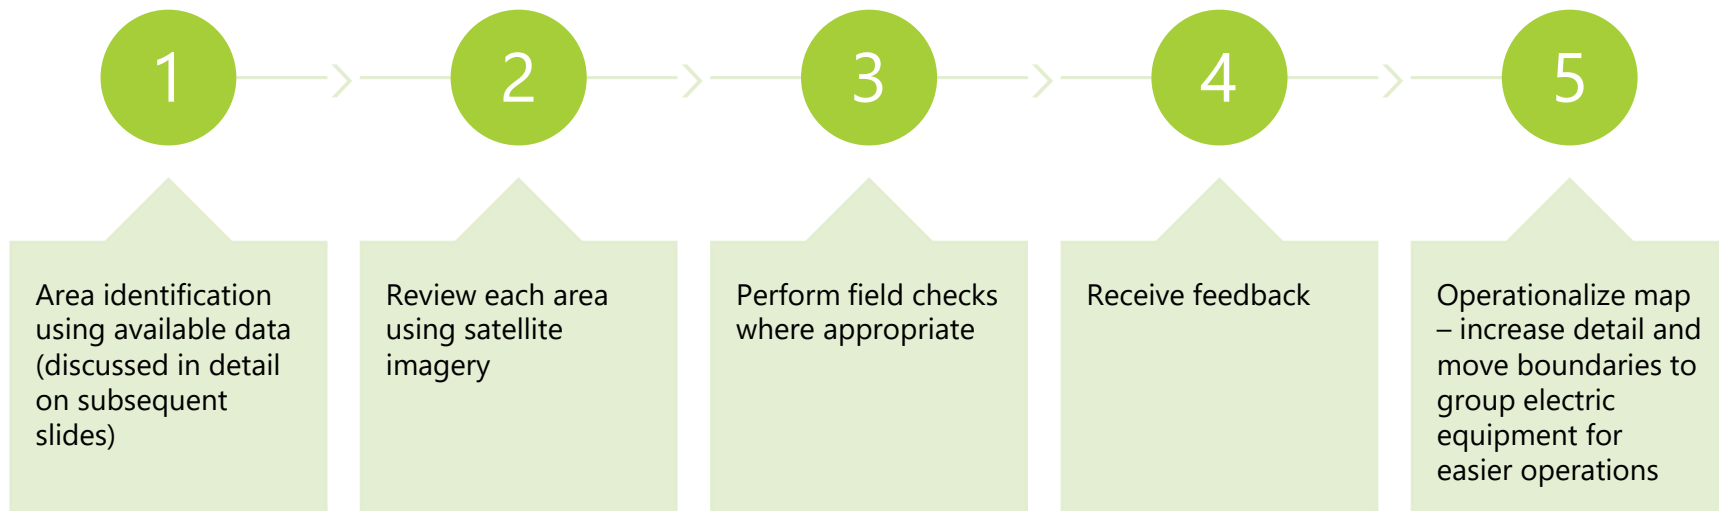 1
2
3
4
5
Area identification
using available data
(discussed in detail
on subsequent
slides)
Review each area
using satellite
imagery
Perform field checks
where appropriate
Receive feedback
Operationalize map
– increase detail and
move boundaries to
group electric
equipment for
easier operations